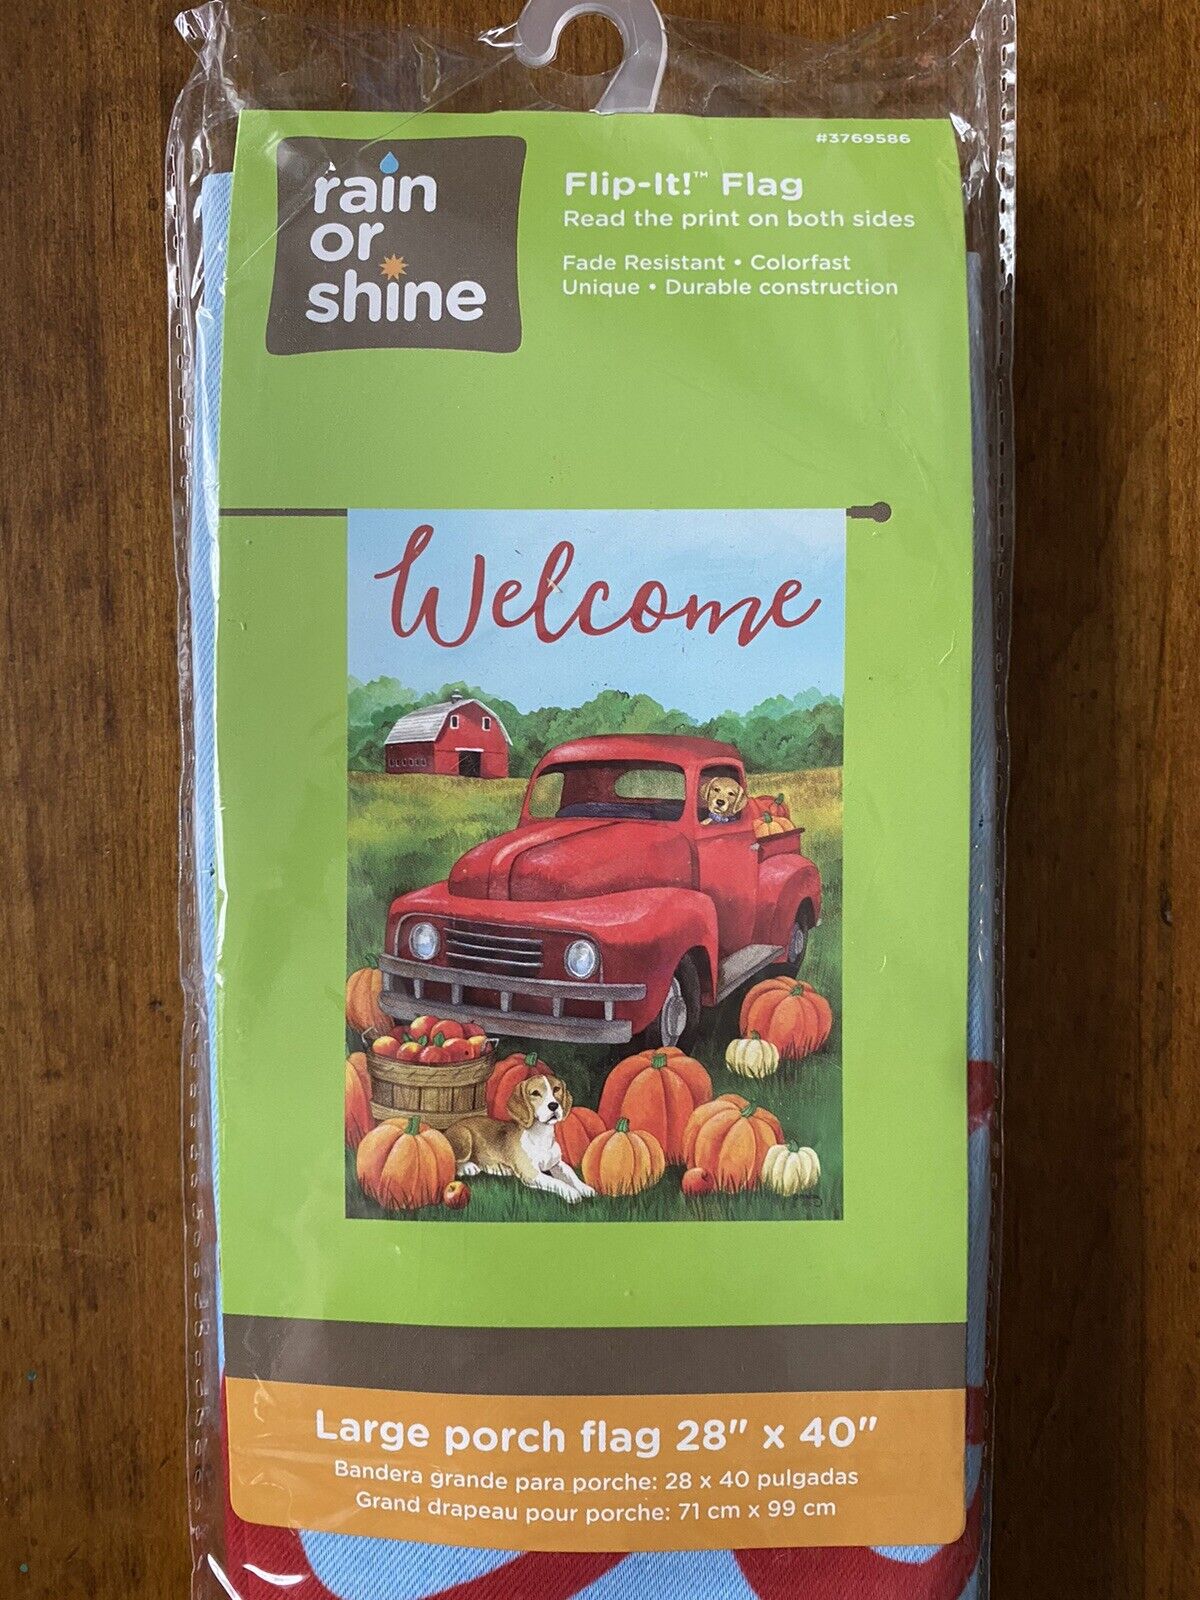 #3769586
rain
or
shine
Flip-It!™ Flag
Read the print on both sides
Fade Resistant • Colorfast
Unique • Durable construction
Welcome
Large porch flag 28" x 40"
Bandera grande para porche: 28 x 40 pulgadas
Grand drapeau pour porche: 71 cm x 99 cm